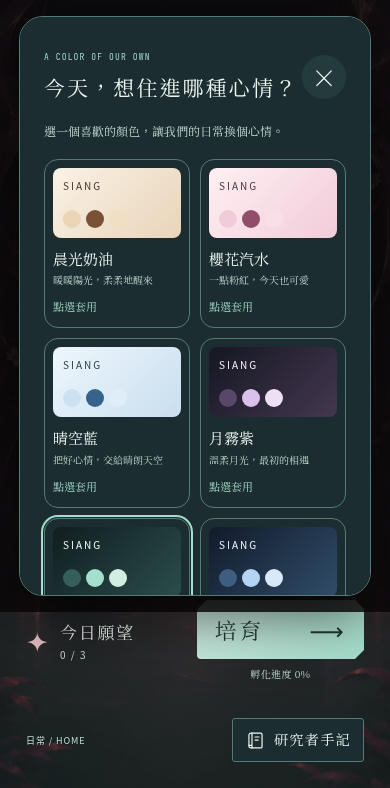 A COLOR OF OUR OWN
今天，想住進哪種心情？
選一個喜歡的顏色，讓我們的日常換個心情。
SIANG
晨光奶油
暖暖陽光，柔柔地醒來
點選套用
SIANG
櫻花汽水
一點粉紅，今天也可愛
點選套用
SIANG
晴空藍
把好心情，交給晴朗天空
點選套用
SIANG
月霧紫
溫柔月光，最初的相遇
點選套用
SIANG
SIANG
今日願望
0 / 3
培育
孵化進度 0%
日常 / HOME
研究者手記